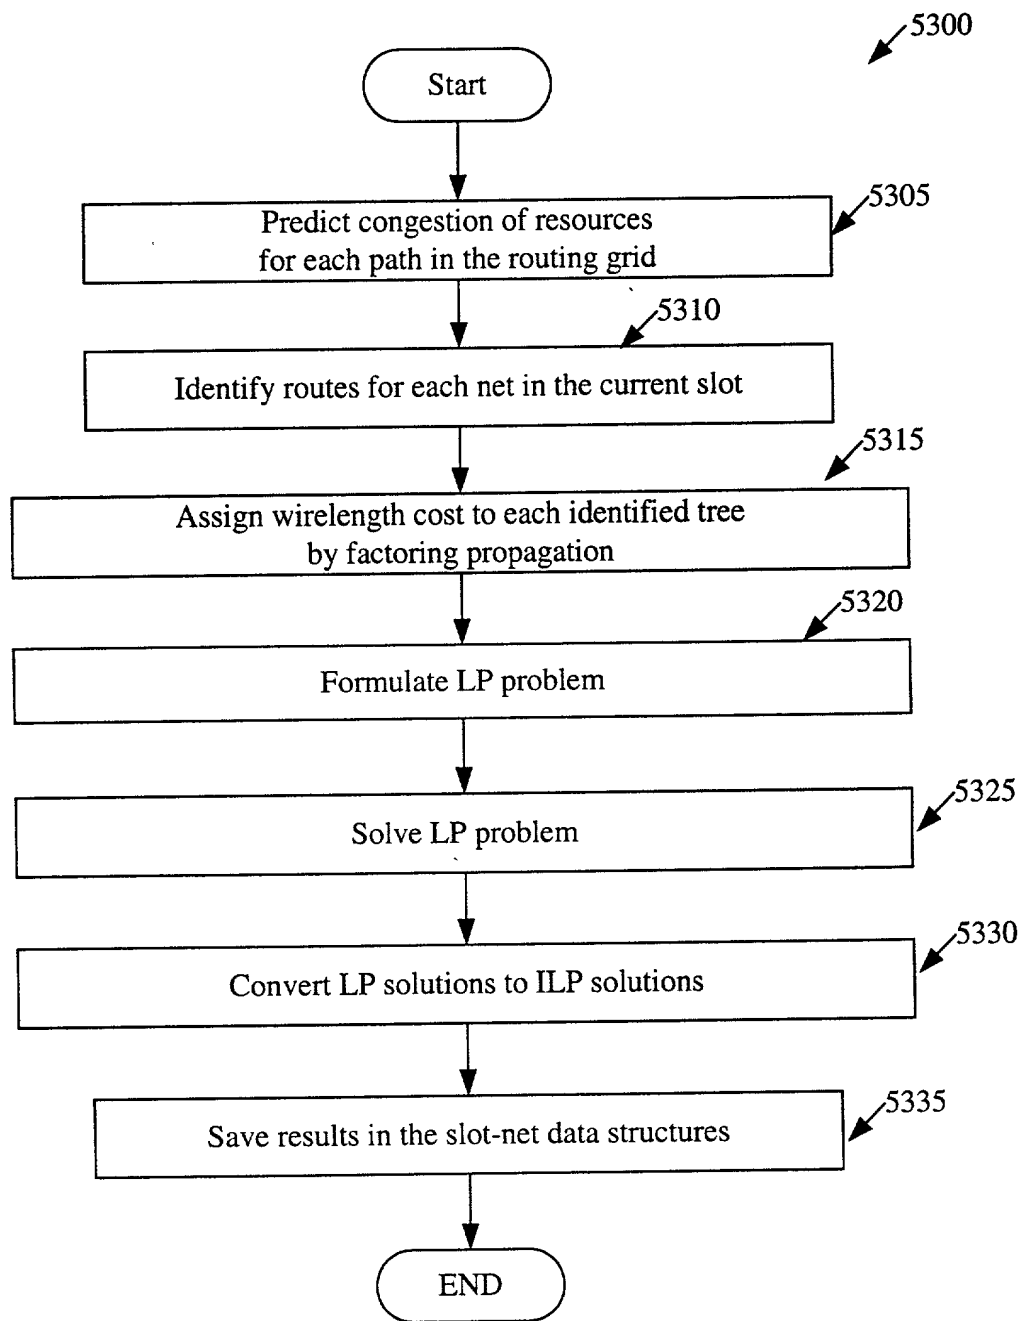 5300
Start
5305
Predict congestion of resources
for each path in the routing grid
5310
Identify routes for each net in the current slot
5315
Assign wirelength cost to each identified tree
by factoring propagation
5320
Formulate LP problem
5325
Solve LP problem
5330
Convert LP solutions to ILP solutions
5335
Save results in the slot-net data structures
END